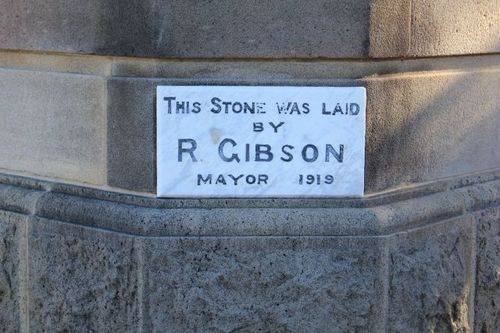 THIS STONE WAS LAID
BY
R. GIBSON
MAYOR 1919